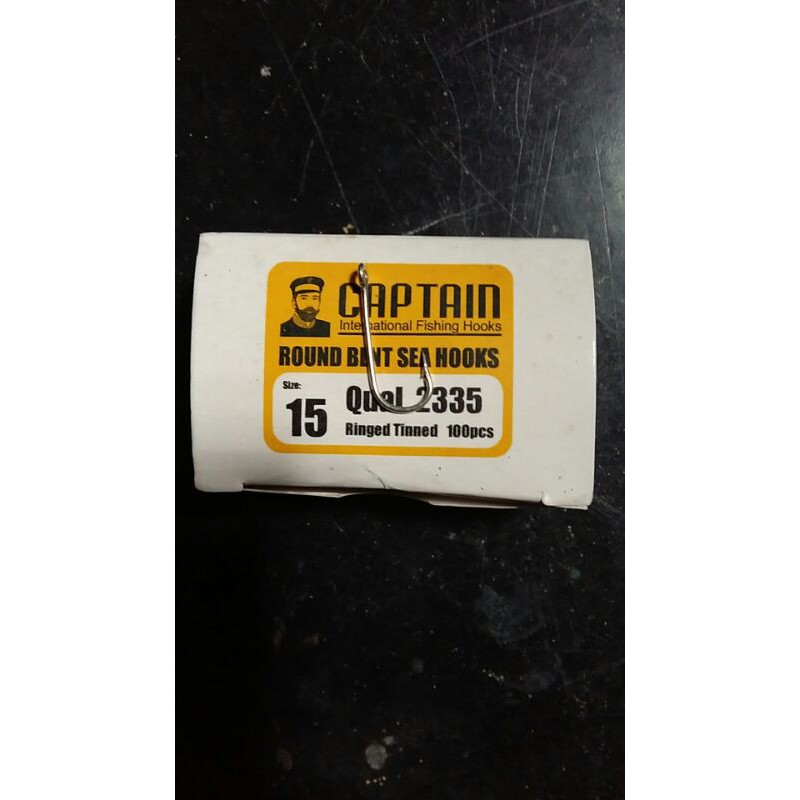 CAPTAIN
International Fishing Hooks
ROUND BENT SEA HOOKS
Size:
15
Qual 2335
Ringed Tinned 100pcs